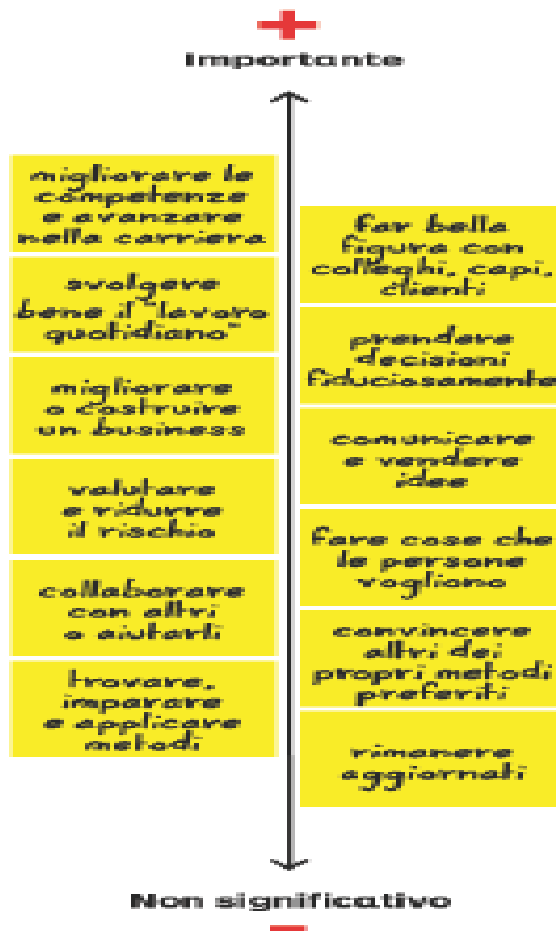 +
Importante
migliorare le
competenze
e avanzare
nella carriera
far bella
figura con
colleghi, capi,
clienti
svolgere
bene il "lavoro
quotidiano"
prendere
decisioni
fiduciosamente
migliorare
o costruire
un business
comunicare
e vendere
idee
valutare
e ridurre
il rischio
fare cose che
le persone
vogliono
collaborare
con altri
o aiutarli
convincere
altri dei
propri metodi
preferiti
trovare,
imparare
e applicare
metodi
rimanere
aggiornati
Non significativo
-